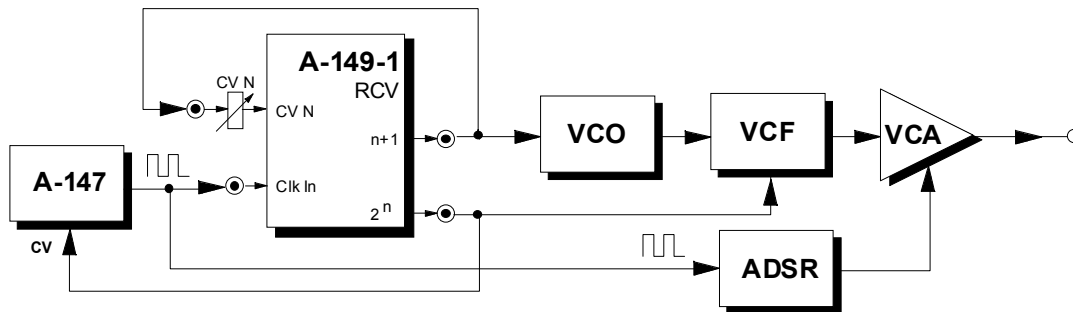 A-149-1
RCV
CV N
CV N
n+1
VCO
VCF
VCA
A-147
Clk In
2n
CV
ADSR